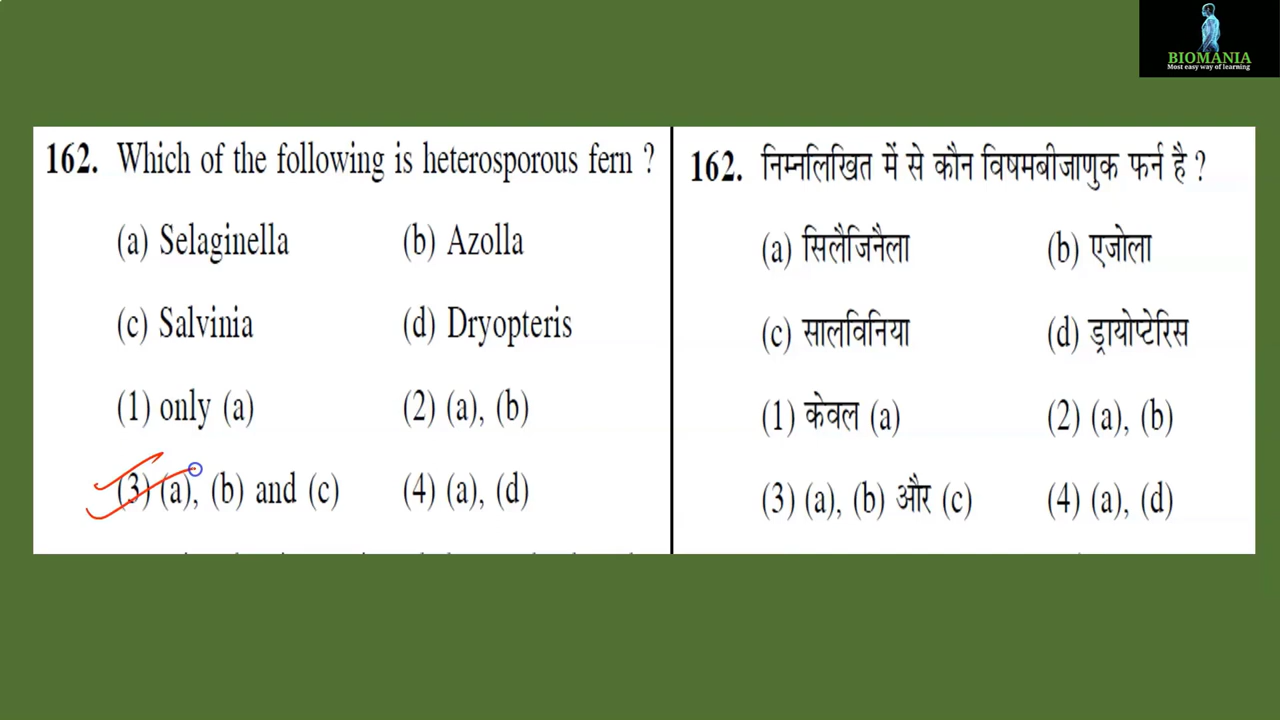 BIOMANIA
Most easy way of learning
162. Which of the following is heterosporous fern ?
(a) Selaginella (b) Azolla
(c) Salvinia (d) Dryopteris
(1) only (a) (2) (a), (b)
(3) (a), (b) and (c) (4) (a), (d)
162. निम्नलिखित में से कौन विषमबीजाणुक फर्न है ?
(a) सिलैजिनैला (b) एजोला
(c) सालविनिया (d) ड्रायोप्टेरिस
(1) केवल (a) (2) (a), (b)
(3) (a), (b) और (c) (4) (a), (d)